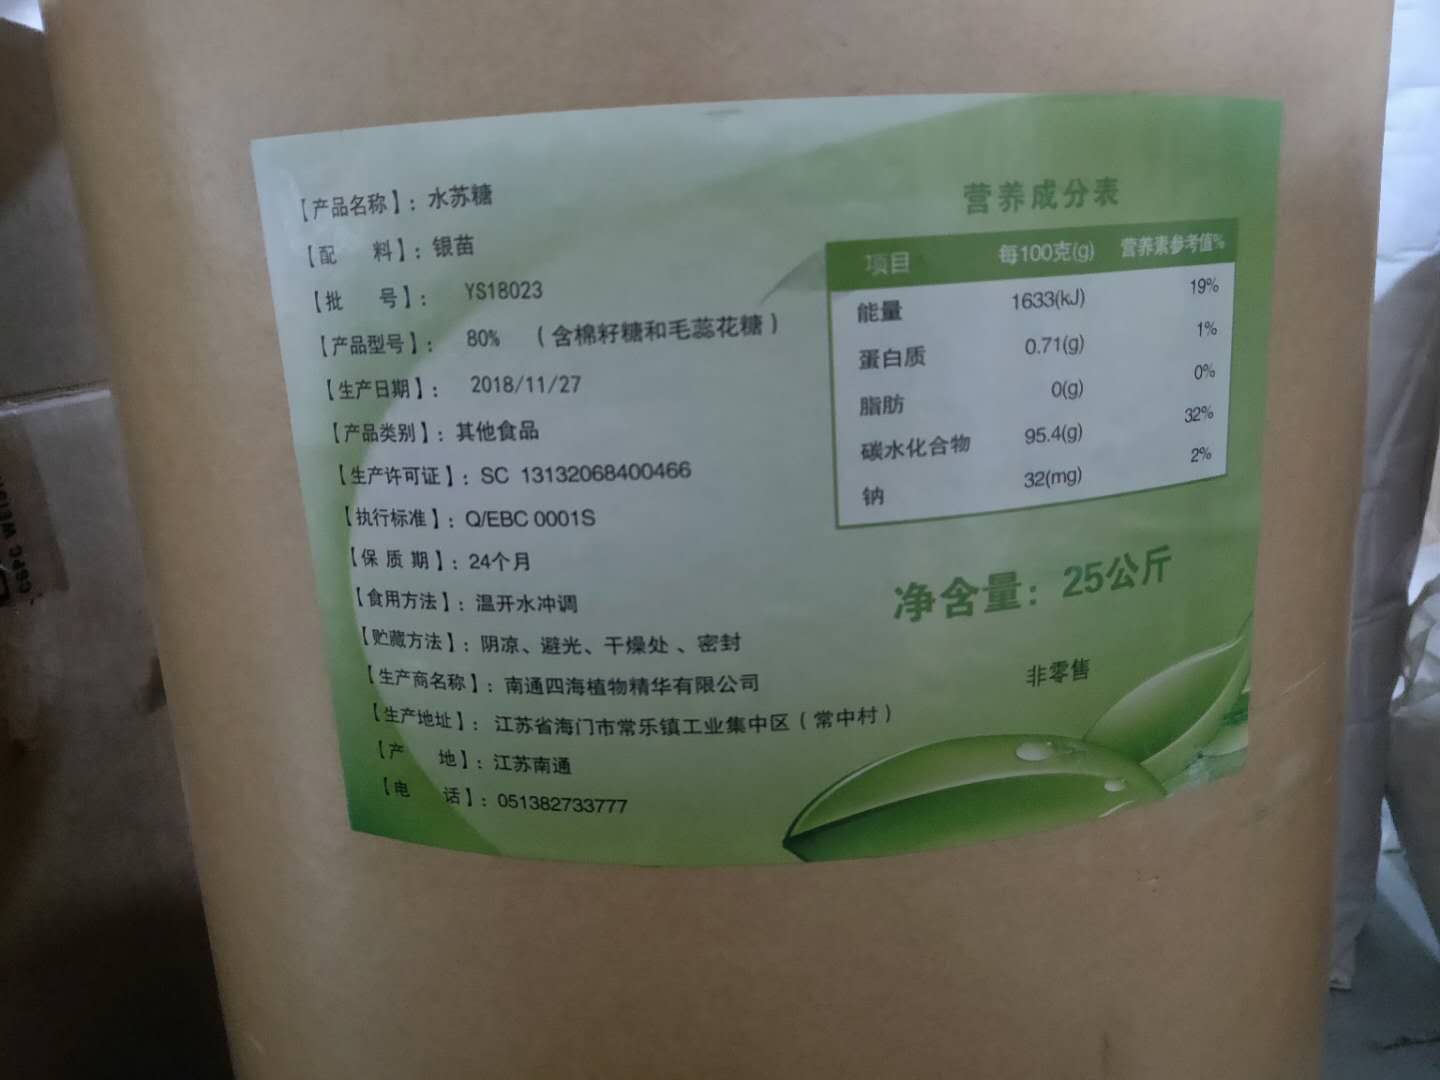 【产品名称】：水苏糖
【配 料】：银苗
【批 号】： YS18023
【产品型号】： 80% （含棉籽糖和毛蕊花糖）
【生产日期】： 2018/11/27
【产品类别】：其他食品
【生产许可证】：SC 13132068400466
【执行标准】：Q/EBC 0001S
【保 质 期】：24个月
【食用方法】：温开水冲调
【贮藏方法】：阴凉、避光、干燥处 、密封
【生产商名称】：南通四海植物精华有限公司
【生产地址】：江苏省海门市常乐镇工业集中区（常中村）
【产 地】：江苏南通
【电 话】：051382733777
营养成分表
项目 每100克(g) 营养素参考值%
能量 1633(kJ) 19%
蛋白质 0.71(g) 1%
脂肪 0(g) 0%
碳水化合物 95.4(g) 32%
钠 32(mg) 2%
净含量：25公斤
非零售
CSPC WEISH